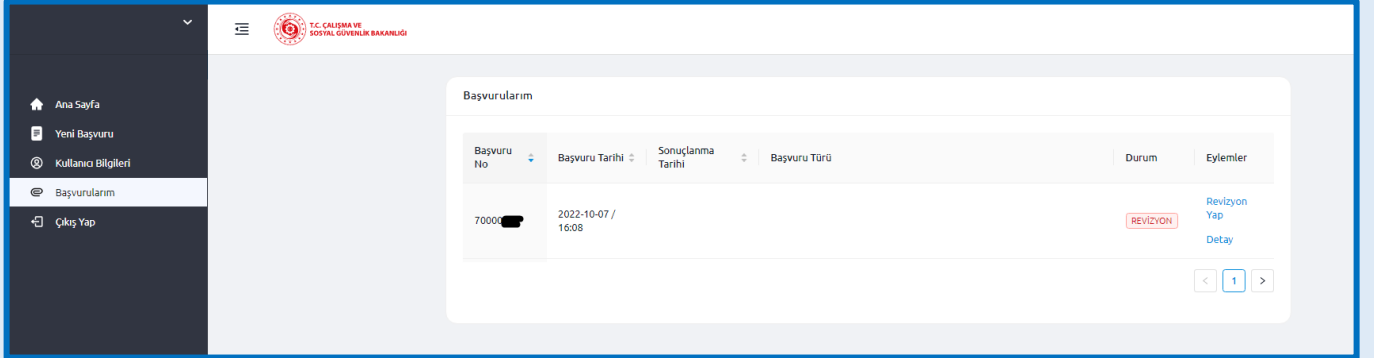 T.C. ÇALIŞMA VE
SOSYAL GÜVENLİK BAKANLIĞI
Ana Sayfa
Yeni Başvuru
Kullanıcı Bilgileri
Başvurularım
Çıkış Yap
Başvurularım
Başvuru No Başvuru Tarihi Sonuçlanma Tarihi Başvuru Türü Durum Eylemler
70000 2022-10-07 / 16:08 REVİZYON Revizyon Yap
Detay
1